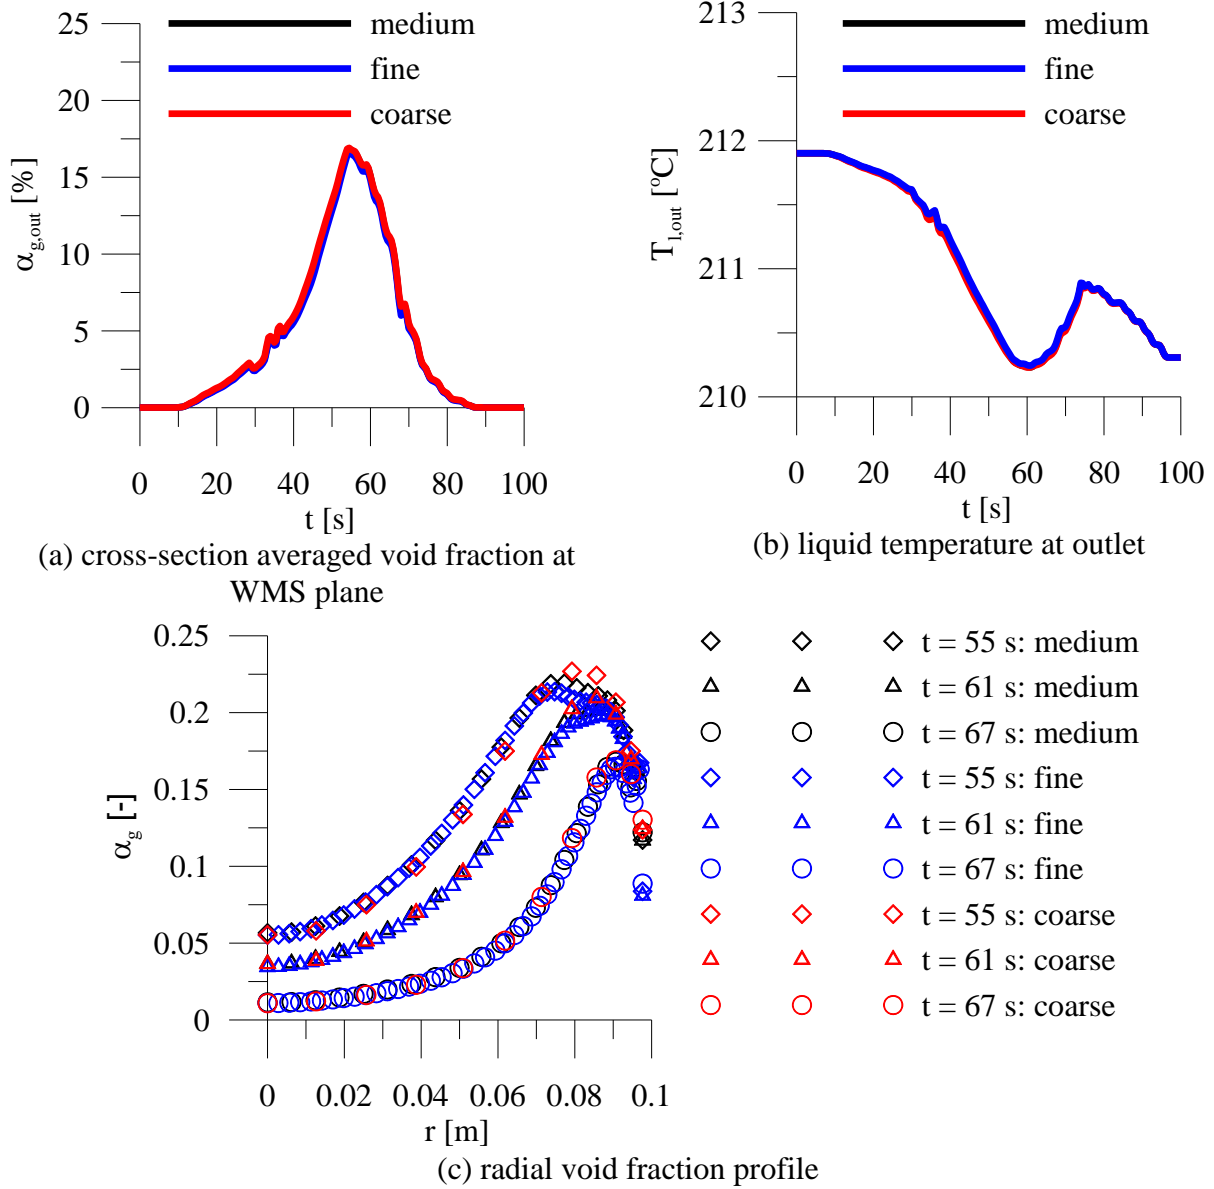 25
20
15
10
5
0
α_g,out [%]
medium
fine
coarse
0 20 40 60 80 100
t [s]
(a) cross-section averaged void fraction at
WMS plane
213
212
211
210
T_l,out [ºC]
medium
fine
coarse
0 20 40 60 80 100
t [s]
(b) liquid temperature at outlet
0.25
0.2
0.15
0.1
0.05
0
α_g [-]
0 0.02 0.04 0.06 0.08 0.1
r [m]
t = 55 s: medium
t = 61 s: medium
t = 67 s: medium
t = 55 s: fine
t = 61 s: fine
t = 67 s: fine
t = 55 s: coarse
t = 61 s: coarse
t = 67 s: coarse
(c) radial void fraction profile